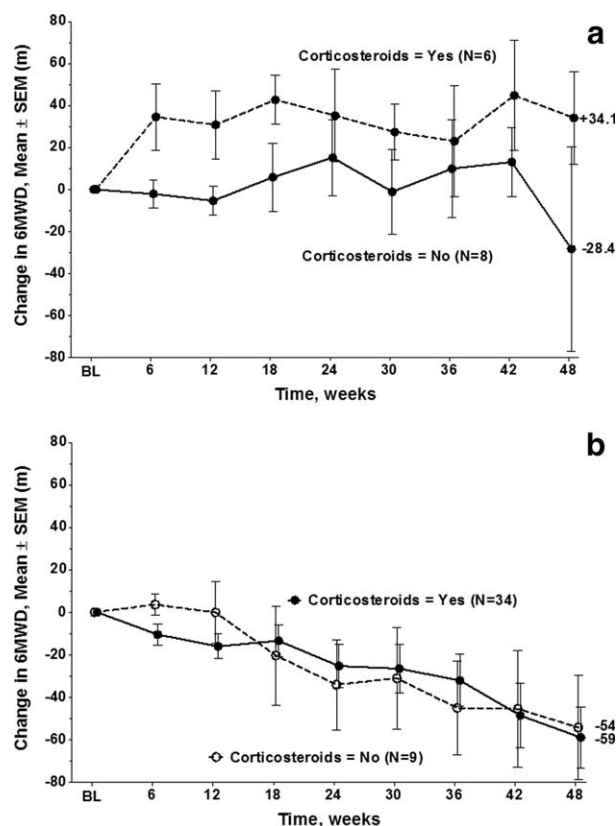 a
Change in 6MWD, Mean ± SEM (m)
80
60
40
20
0
-20
-40
-60
-80
Corticosteroids = Yes (N=6)
+34.1
Corticosteroids = No (N=8)
-28.4
BL 6 12 18 24 30 36 42 48
Time, weeks
b
Change in 6MWD, Mean ± SEM (m)
80
60
40
20
0
-20
-40
-60
-80
Corticosteroids = Yes (N=34)
Corticosteroids = No (N=9)
-54
-59
BL 6 12 18 24 30 36 42 48
Time, weeks